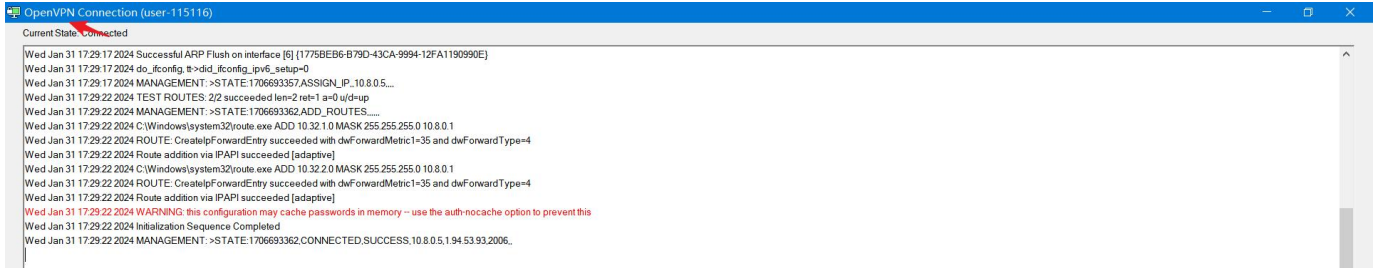 OpenVPN Connection (user-115116)
Current State: Connected
Wed Jan 31 17:29:17 2024 Successful ARP Flush on interface [6] {1775BEB6-B79D-43CA-9994-12FA1190990E}
Wed Jan 31 17:29:17 2024 do_ifconfig, tt->did_ifconfig_ipv6_setup=0
Wed Jan 31 17:29:17 2024 MANAGEMENT: >STATE:1706693357,ASSIGN_IP,,10.8.0.5,,,,
Wed Jan 31 17:29:22 2024 TEST ROUTES: 2/2 succeeded len=2 ret=1 a=0 u/d=up
Wed Jan 31 17:29:22 2024 MANAGEMENT: >STATE:1706693362,ADD_ROUTES,,,,,,
Wed Jan 31 17:29:22 2024 C:\Windows\system32\route.exe ADD 10.32.1.0 MASK 255.255.255.0 10.8.0.1
Wed Jan 31 17:29:22 2024 ROUTE: CreateIpForwardEntry succeeded with dwForwardMetric1=35 and dwForwardType=4
Wed Jan 31 17:29:22 2024 Route addition via IPAPI succeeded [adaptive]
Wed Jan 31 17:29:22 2024 C:\Windows\system32\route.exe ADD 10.32.2.0 MASK 255.255.255.0 10.8.0.1
Wed Jan 31 17:29:22 2024 ROUTE: CreateIpForwardEntry succeeded with dwForwardMetric1=35 and dwForwardType=4
Wed Jan 31 17:29:22 2024 Route addition via IPAPI succeeded [adaptive]
Wed Jan 31 17:29:22 2024 WARNING: this configuration may cache passwords in memory -- use the auth-nocache option to prevent this
Wed Jan 31 17:29:22 2024 Initialization Sequence Completed
Wed Jan 31 17:29:22 2024 MANAGEMENT: >STATE:1706693362,CONNECTED,SUCCESS,10.8.0.5,1.94.53.93,2006,,